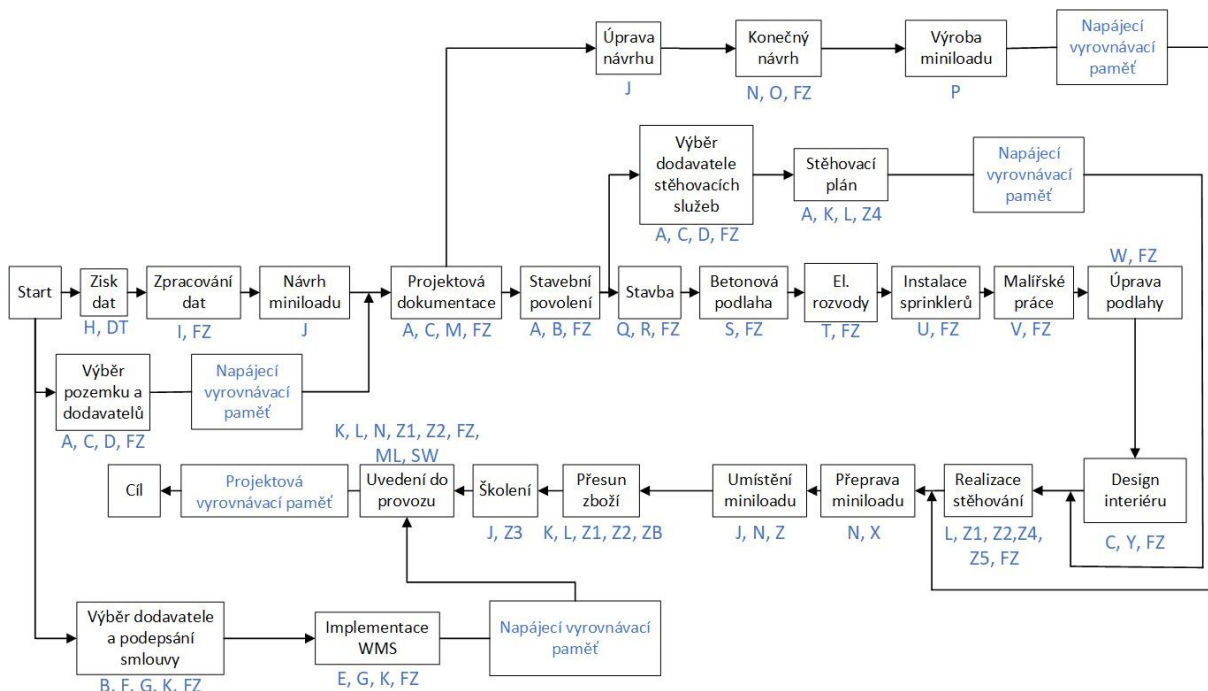 Úprava
návrhu
J
Konečný
návrh
N, O, FZ
Výroba
miniloadu
P
Napájecí
vyrovnávací
paměť
Výběr
dodavatele
stěhovacích
služeb
A, C, D, FZ
Stěhovací
plán
A, K, L, Z4
Napájecí
vyrovnávací
paměť
Start
Zisk
dat
H, DT
Zpracování
dat
I, FZ
Návrh
miniloadu
J
Projektová
dokumentace
A, C, M, FZ
Stavební
povolení
A, B, FZ
Stavba
Q, R, FZ
Betonová
podlaha
S, FZ
El.
rozvody
T, FZ
Instalace
sprinklerů
U, FZ
Malířské
práce
V, FZ
W, FZ
Úprava
podlahy
Výběr
pozemku a
dodavatelů
A, C, D, FZ
Napájecí
vyrovnávací
paměť
Cíl
Projektová
vyrovnávací paměť
K, L, N, Z1, Z2, FZ,
ML, SW
Uvedení do
provozu
Školení
J, Z3
Přesun
zboží
K, L, Z1, Z2, ZB
Umístění
miniloadu
J, N, Z
Přeprava
miniloadu
N, X
Realizace
stěhování
L, Z1, Z2,Z4,
Z5, FZ
Design
interiéru
C, Y, FZ
Výběr dodavatele
a podepsání
smlouvy
B, F, G, K, FZ
Implementace
WMS
E, G, K, FZ
Napájecí vyrovnávací
paměť